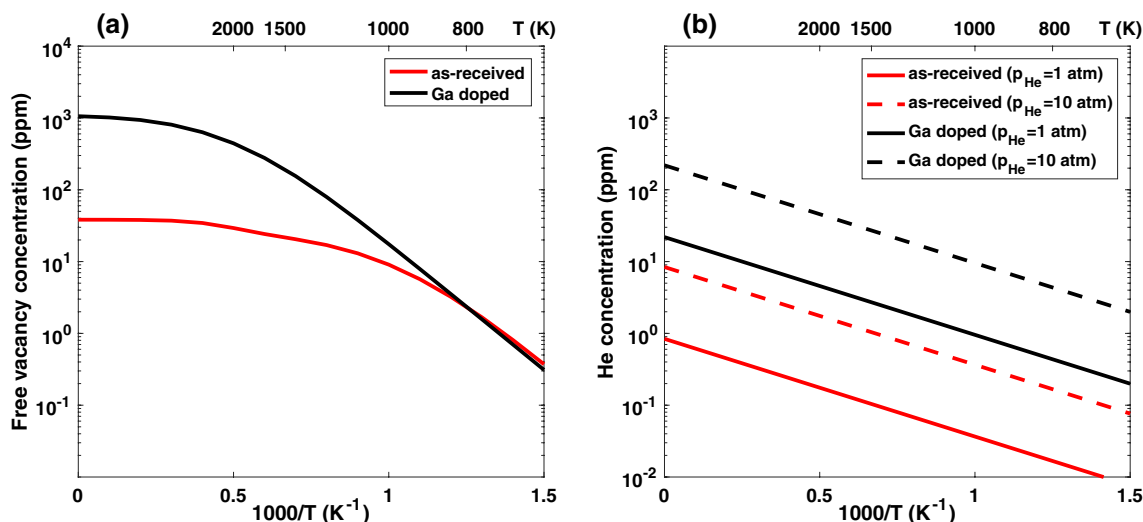 (a)
2000 1500 1000 800 T (K)
10^4
10^3
10^2
10^1
10^0
10^-1
Free vacancy concentration (ppm)
as-received
Ga doped
0 0.5 1 1.5
1000/T (K^-1)
(b)
2000 1500 1000 800 T (K)
10^4
10^3
10^2
10^1
10^0
10^-1
10^-2
He concentration (ppm)
as-received (p_He=1 atm)
as-received (p_He=10 atm)
Ga doped (p_He=1 atm)
Ga doped (p_He=10 atm)
0 0.5 1 1.5
1000/T (K^-1)